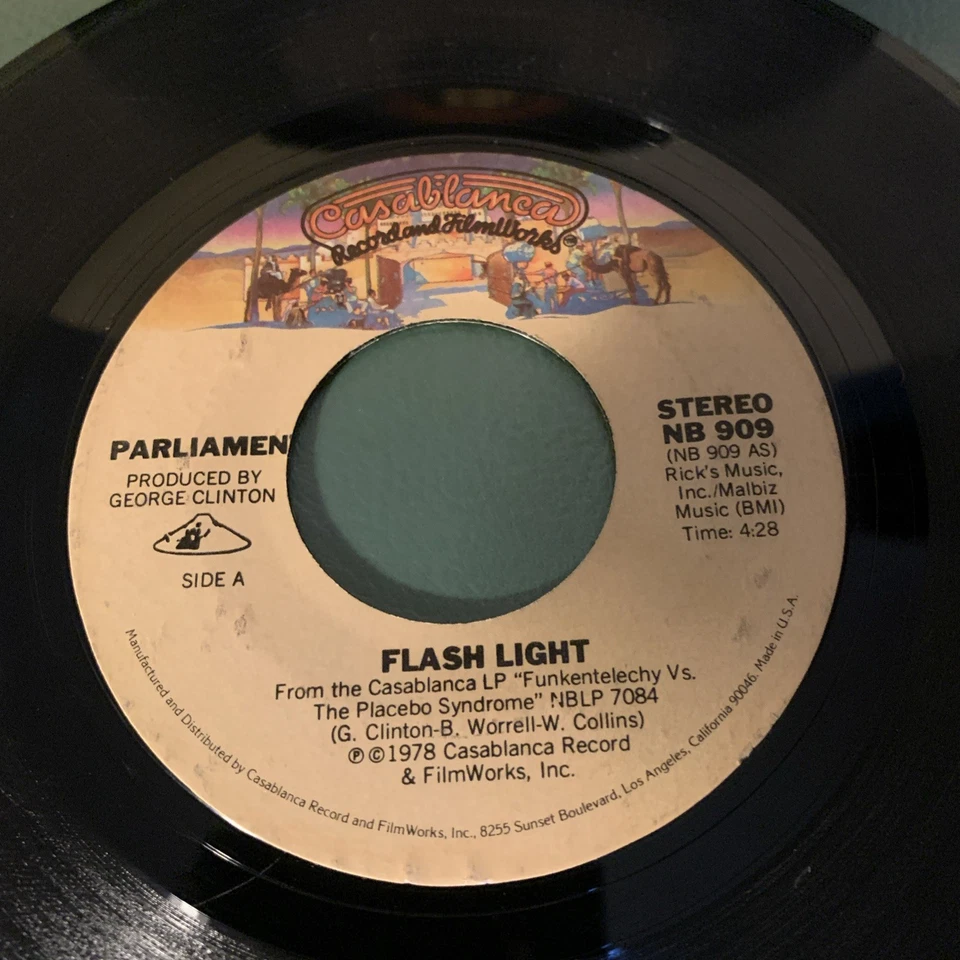 Casablanca
Record and FilmWorks
PARLIAMEN
PRODUCED BY
GEORGE CLINTON
SIDE A
STEREO
NB 909
(NB 909 AS)
Rick's Music,
Inc./Malbiz
Music (BMI)
Time: 4:28
FLASH LIGHT
From the Casablanca LP "Funkentelechy Vs.
The Placebo Syndrome" NBLP 7084
(G. Clinton-B. Worrell-W. Collins)
℗©1978 Casablanca Record
& FilmWorks, Inc.
Manufactured and Distributed by Casablanca Record and FilmWorks, Inc., 8255 Sunset Boulevard, Los Angeles, California 90046. Made in U.S.A.